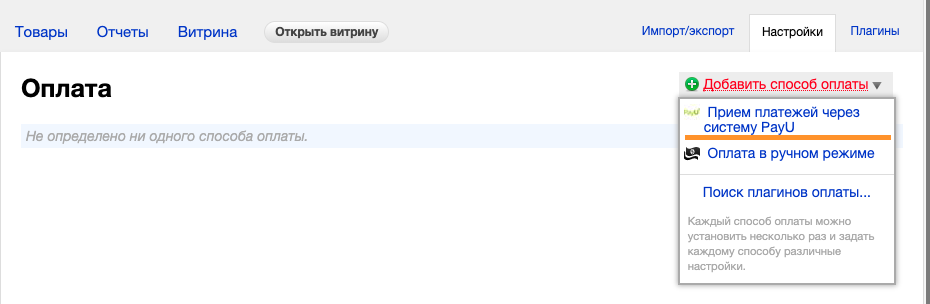 Товары Отчеты Витрина Открыть витрину Импорт/экспорт Настройки Плагины
Оплата
Добавить способ оплаты
Не определено ни одного способа оплаты.
PayU Прием платежей через
систему PayU
Оплата в ручном режиме
Поиск плагинов оплаты...
Каждый способ оплаты можно
установить несколько раз и задать
каждому способу различные
настройки.